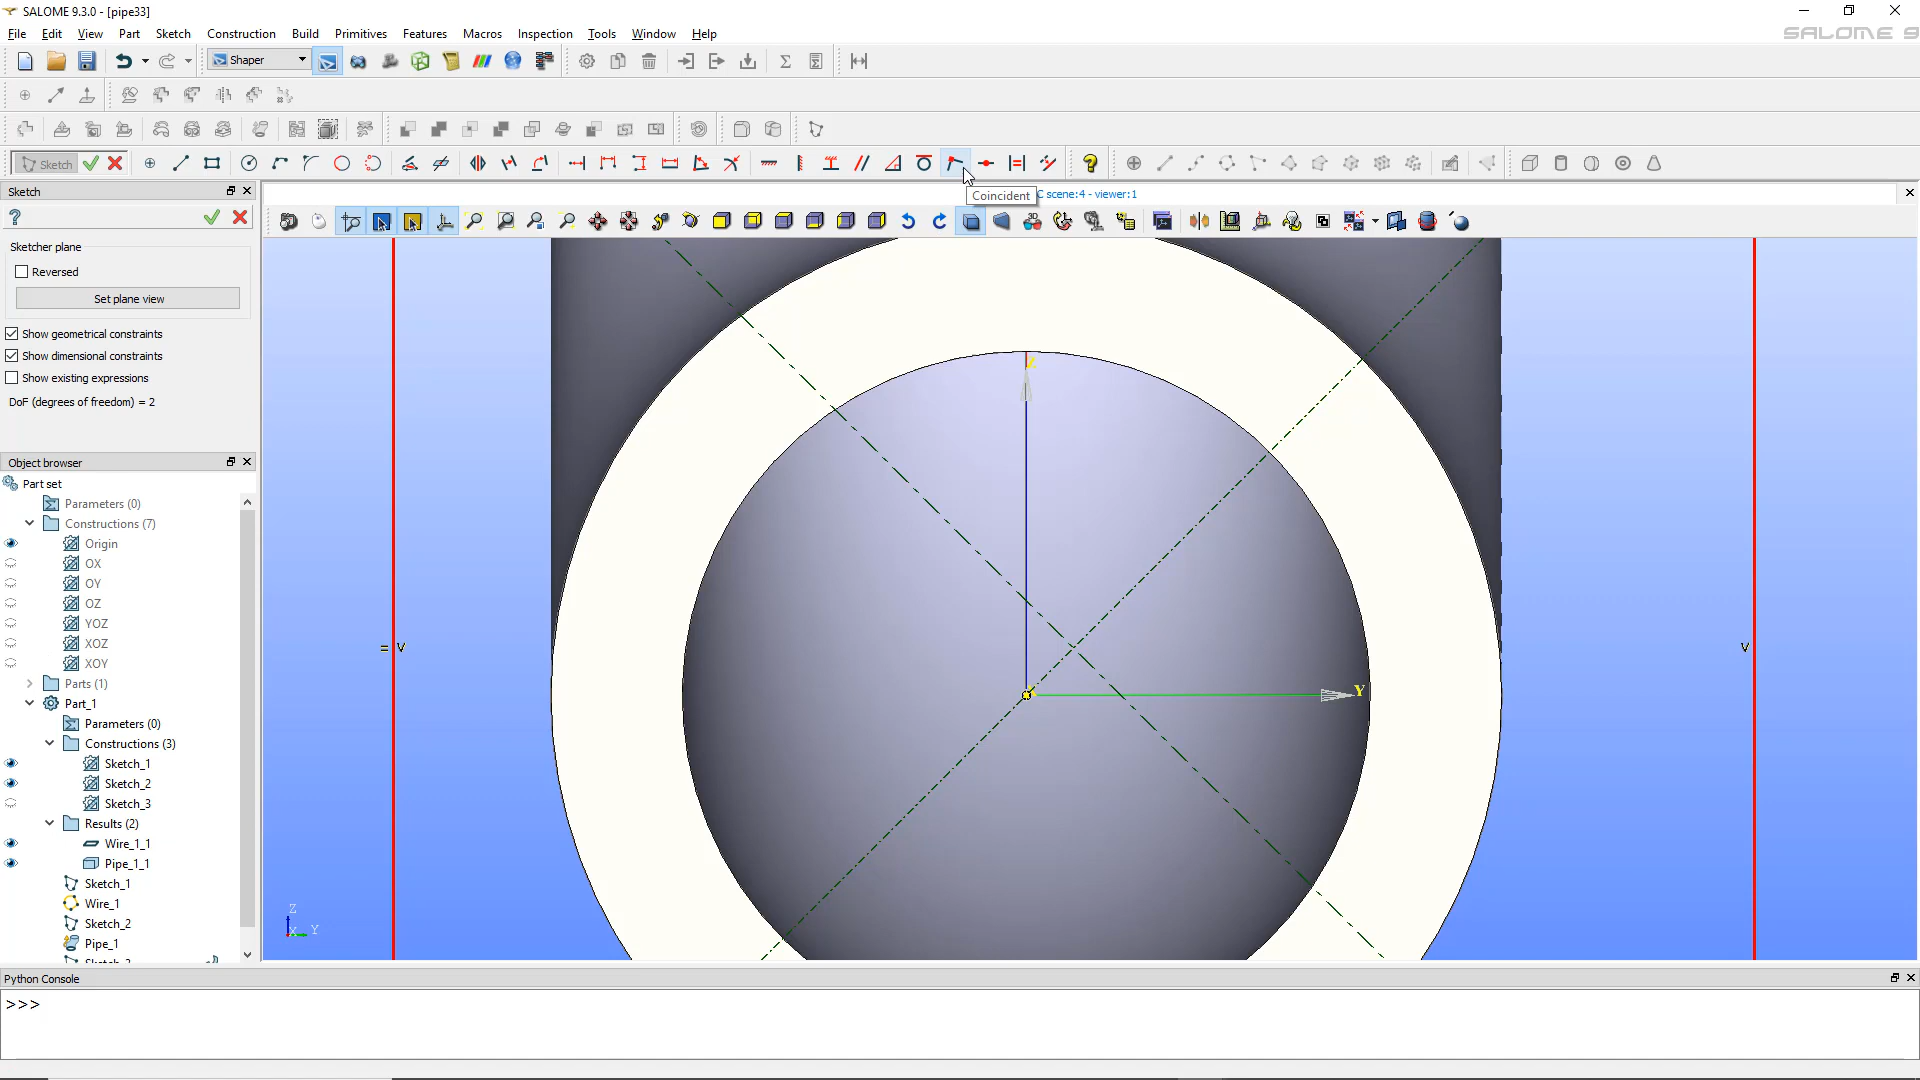 SALOME 9.3.0 - [pipe33]
File Edit View Part Sketch Construction Build Primitives Features Macros Inspection Tools Window Help
SALOME 9
Shaper
Sketch
Sketch
Coincident
C scene:4 - viewer:1
Sketcher plane
Reversed
Set plane view
Show geometrical constraints
Show dimensional constraints
Show existing expressions
DoF (degrees of freedom) = 2
Object browser
Part set
Parameters (0)
Constructions (7)
Origin
OX
OY
OZ
YOZ
XOZ
XOY
Parts (1)
Part_1
Parameters (0)
Constructions (3)
Sketch_1
Sketch_2
Sketch_3
Results (2)
Wire_1_1
Pipe_1_1
Sketch_1
Wire_1
Sketch_2
Pipe_1
Z
= V
V
Y
Z
X Y
Python Console
>>>